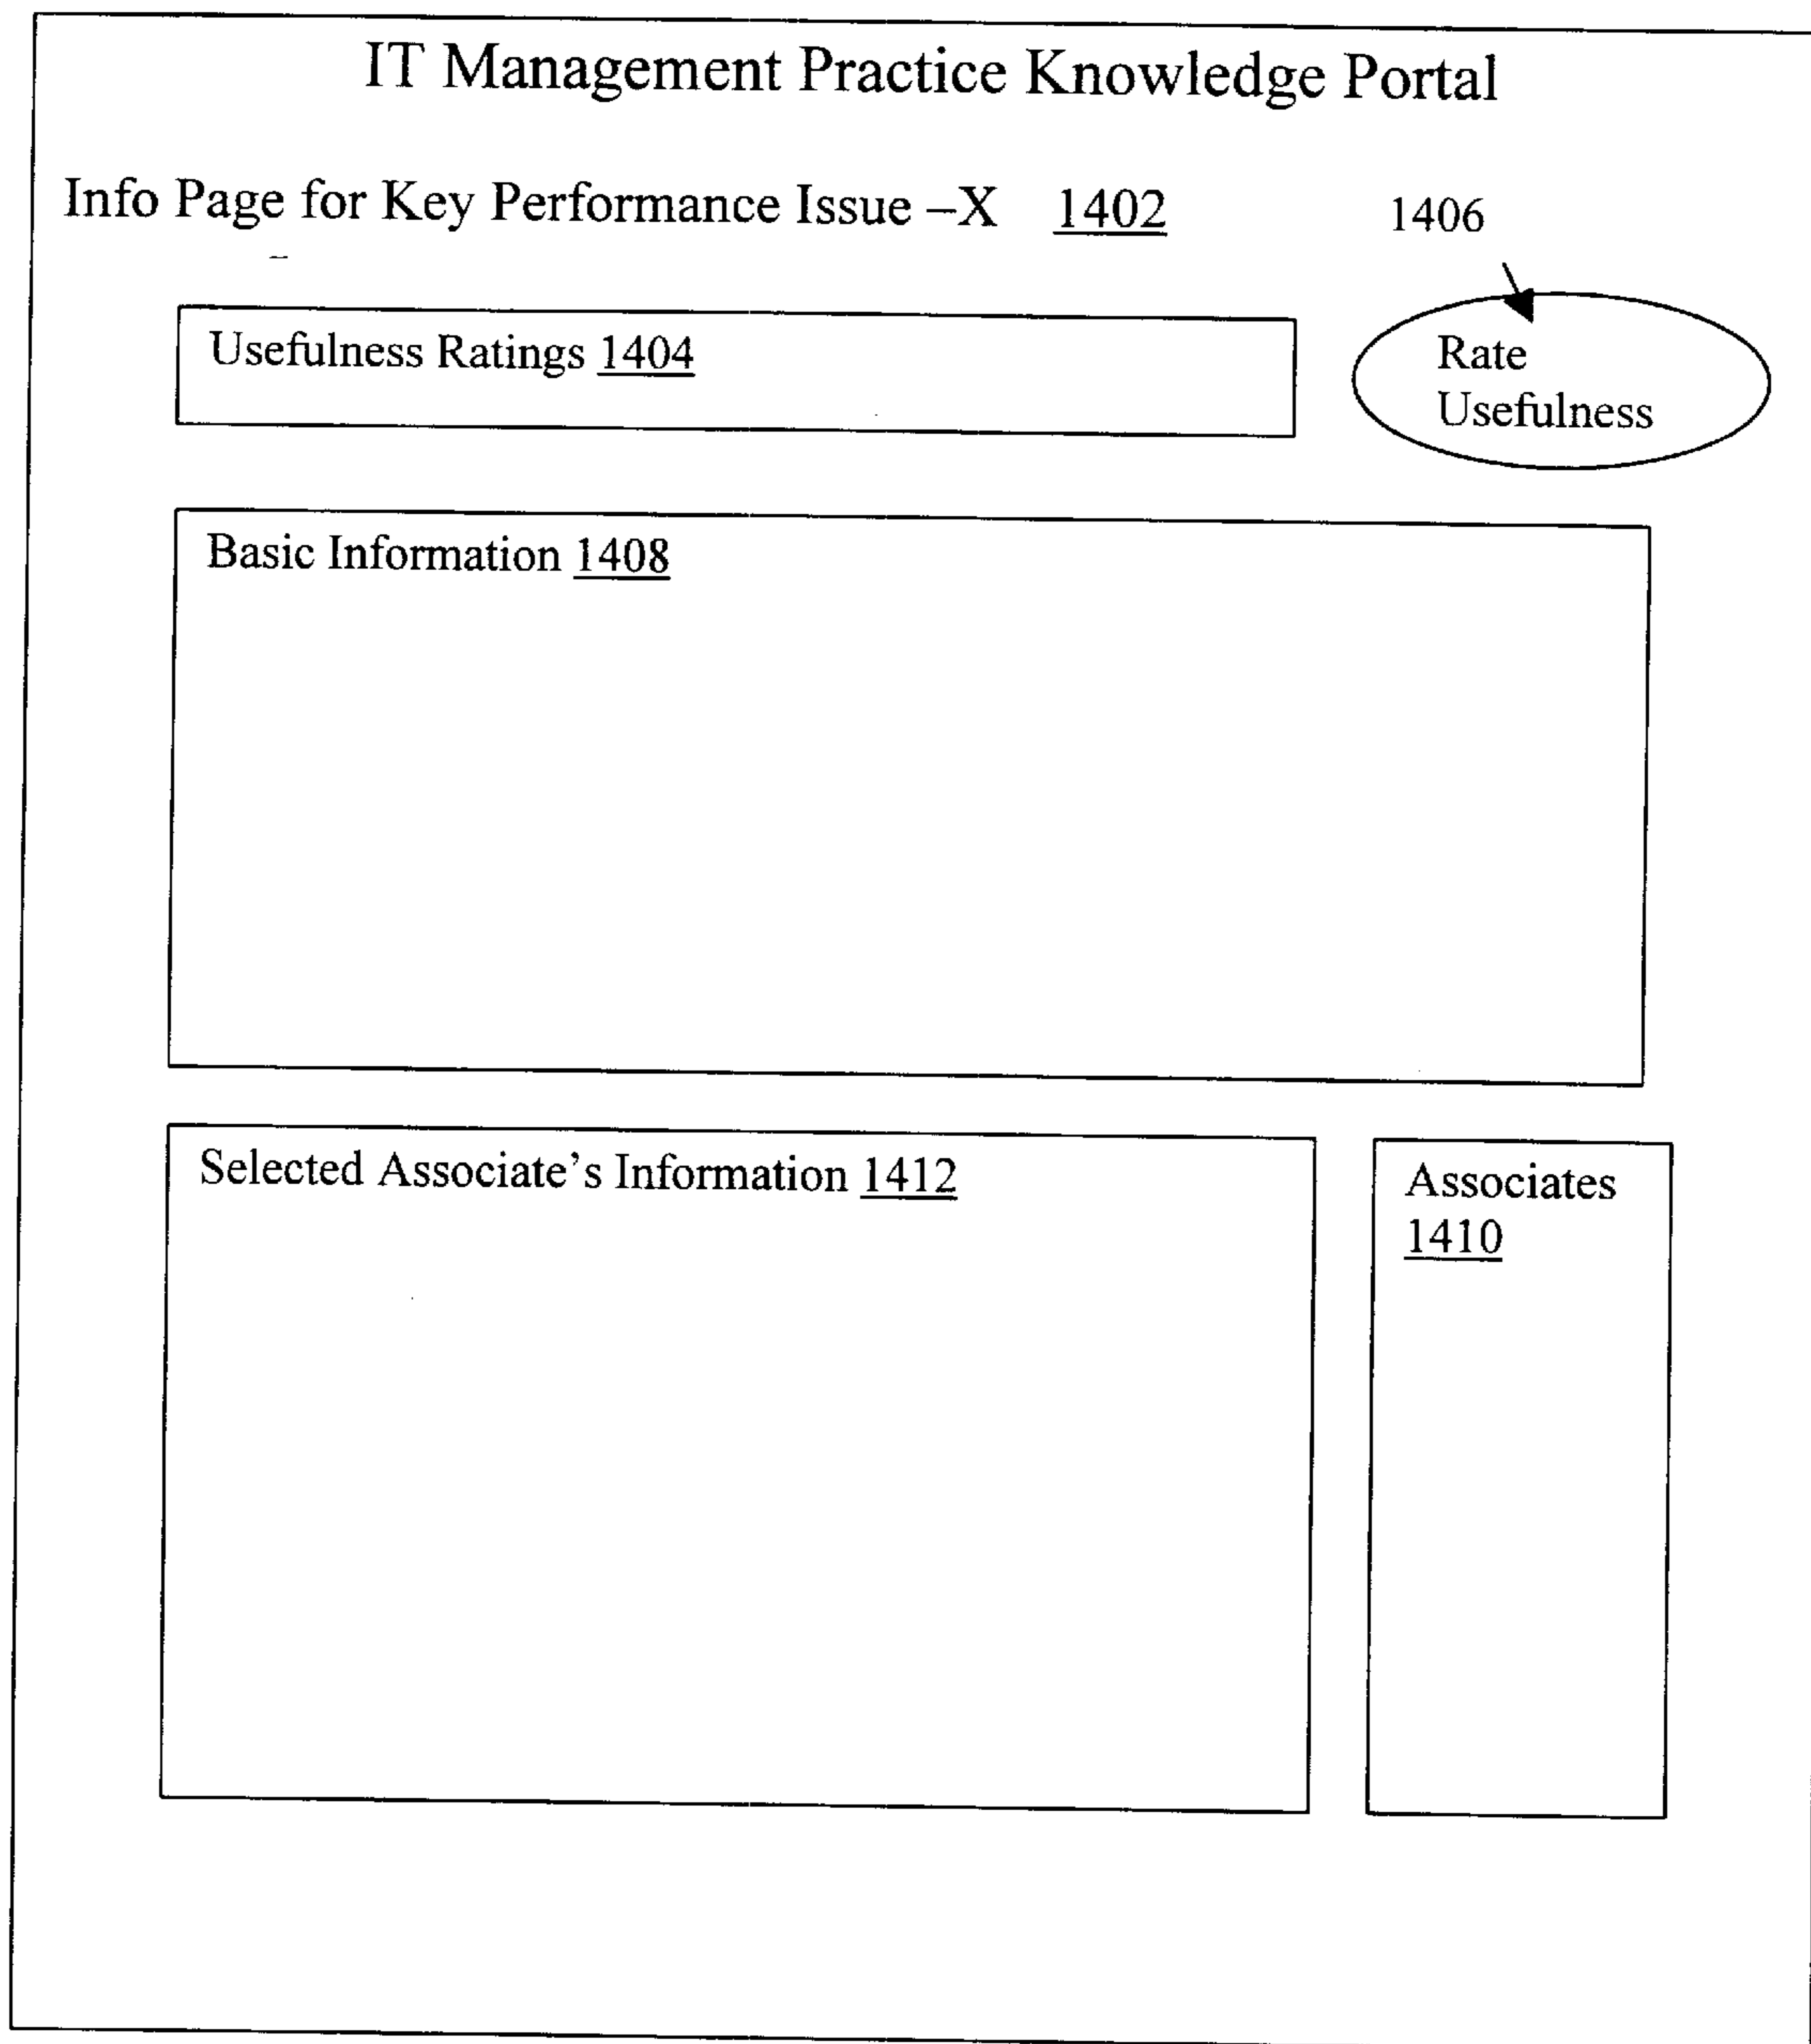 IT Management Practice Knowledge Portal
Info Page for Key Performance Issue –X 1402
1406
Usefulness Ratings 1404
Rate
Usefulness
Basic Information 1408
Selected Associate’s Information 1412
Associates
1410